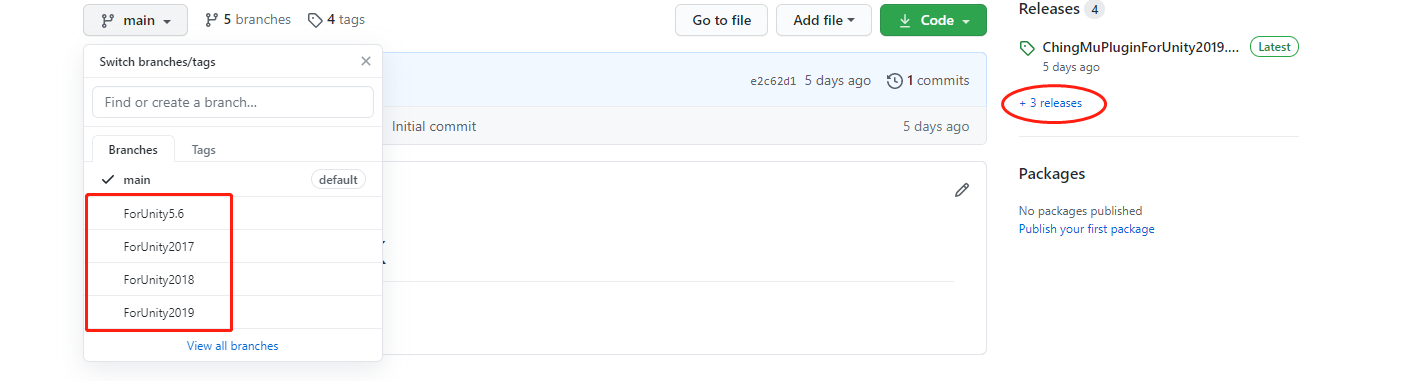 main
5 branches
4 tags
Go to file
Add file
Code
Switch branches/tags
Find or create a branch...
Branches
Tags
main
default
ForUnity5.6
ForUnity2017
ForUnity2018
ForUnity2019
View all branches
e2c62d1 5 days ago 1 commits
Initial commit 5 days ago
Releases 4
ChingMuPluginForUnity2019.... Latest
5 days ago
+ 3 releases
Packages
No packages published
Publish your first package